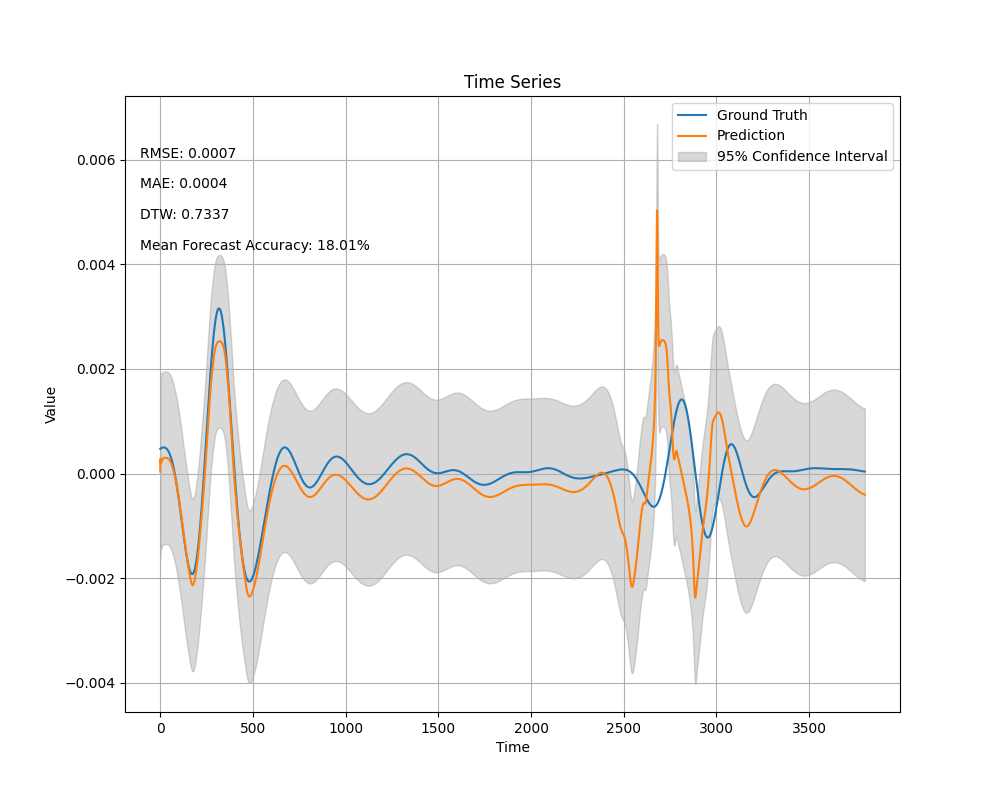 Time Series
Ground Truth
Prediction
95% Confidence Interval
RMSE: 0.0007
MAE: 0.0004
DTW: 0.7337
Mean Forecast Accuracy: 18.01%
0.006
0.004
0.002
0.000
−0.002
−0.004
Value
0 500 1000 1500 2000 2500 3000 3500
Time